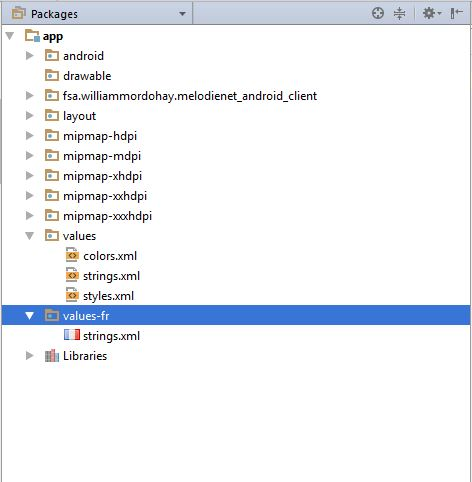 Packages
app
android
drawable
fsa.williammordohay.melodienet_android_client
layout
mipmap-hdpi
mipmap-mdpi
mipmap-xhdpi
mipmap-xxhdpi
mipmap-xxxhdpi
values
colors.xml
strings.xml
styles.xml
values-fr
strings.xml
Libraries